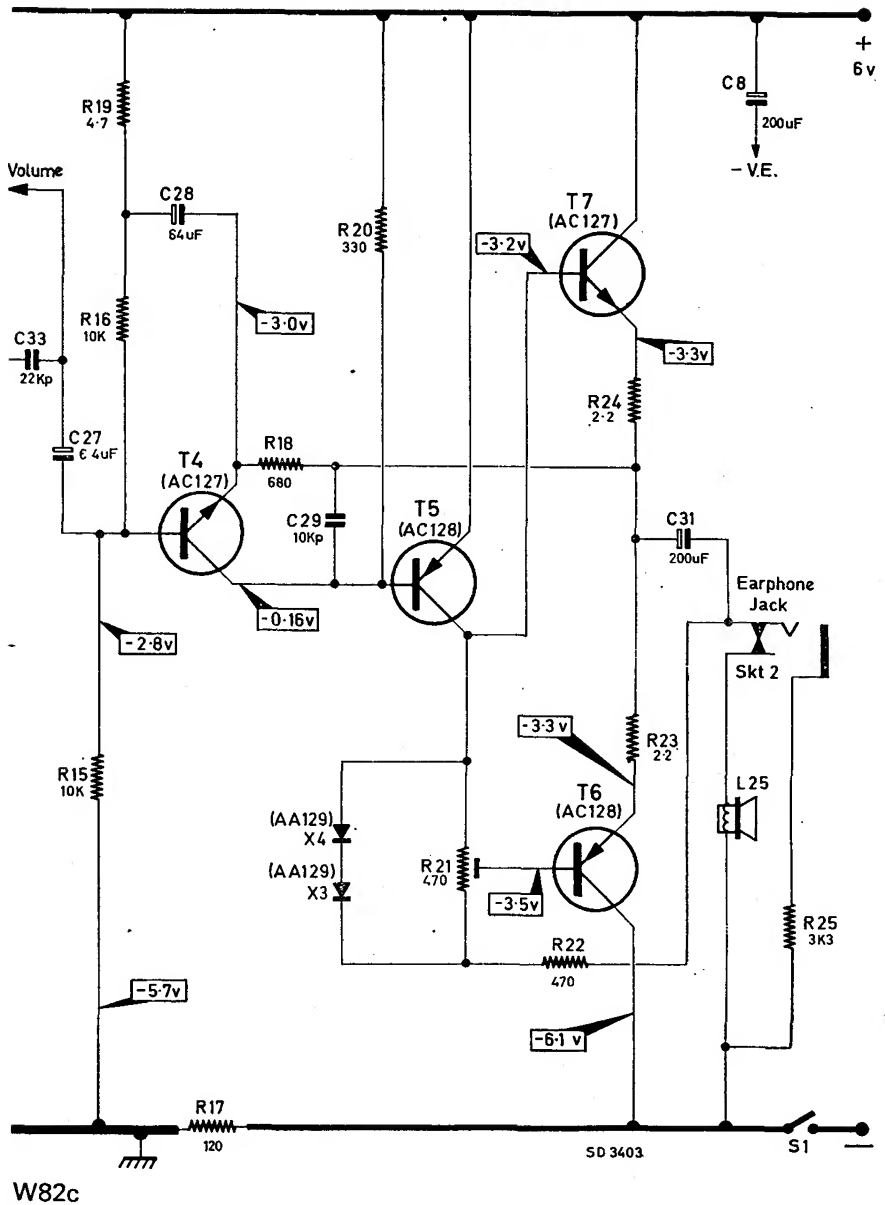 +
6 v
R19
4·7
C8
200uF
- V.E.
Volume
C28
64uF
R20
330
T7
(AC127)
-3·2v
R16
10K
-3·0v
C33
22Kp
-3·3v
R24
2·2
C27
6 4uF
T4
(AC127)
R18
680
C29
10Kp
T5
(AC128)
C31
200uF
Earphone
Jack
Skt 2
-0·16v
-2·8v
R15
10K
-3·3v
R23
2·2
T6
(AC128)
L25
(AA129)
X4
(AA129)
X3
R21
470
-3·5v
R22
470
R25
3K3
-5·7v
-6·1 v
R17
120
SD 3403
S1
—
W82c